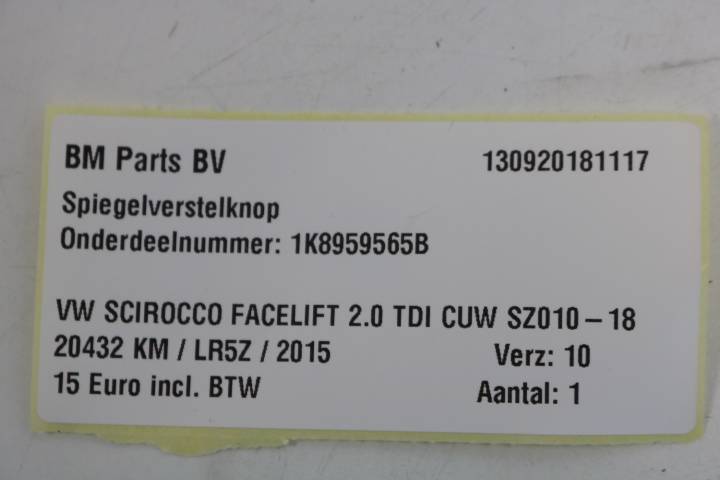 BM Parts BV 130920181117
Spiegelverstelknop
Onderdeelnummer: 1K8959565B
VW SCIROCCO FACELIFT 2.0 TDI CUW SZ010-18
20432 KM / LR5Z / 2015 Verz: 10
15 Euro incl. BTW Aantal: 1